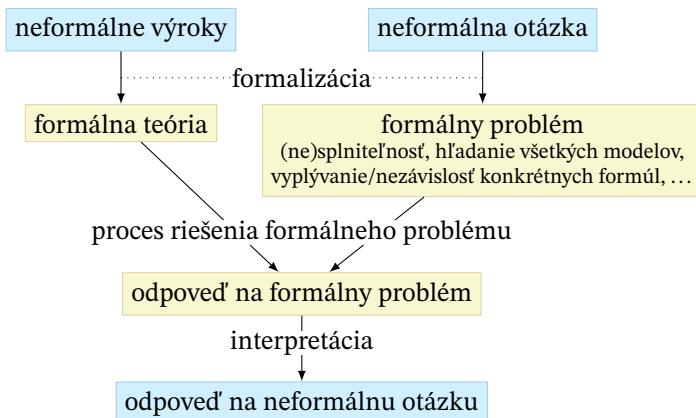 neformálne výroky
neformálna otázka
formalizácia
formálna teória
formálny problém
(ne)splniteľnosť, hľadanie všetkých modelov,
vyplývanie/nezávislosť konkrétnych formúl, …
proces riešenia formálneho problému
odpoveď na formálny problém
interpretácia
odpoveď na neformálnu otázku